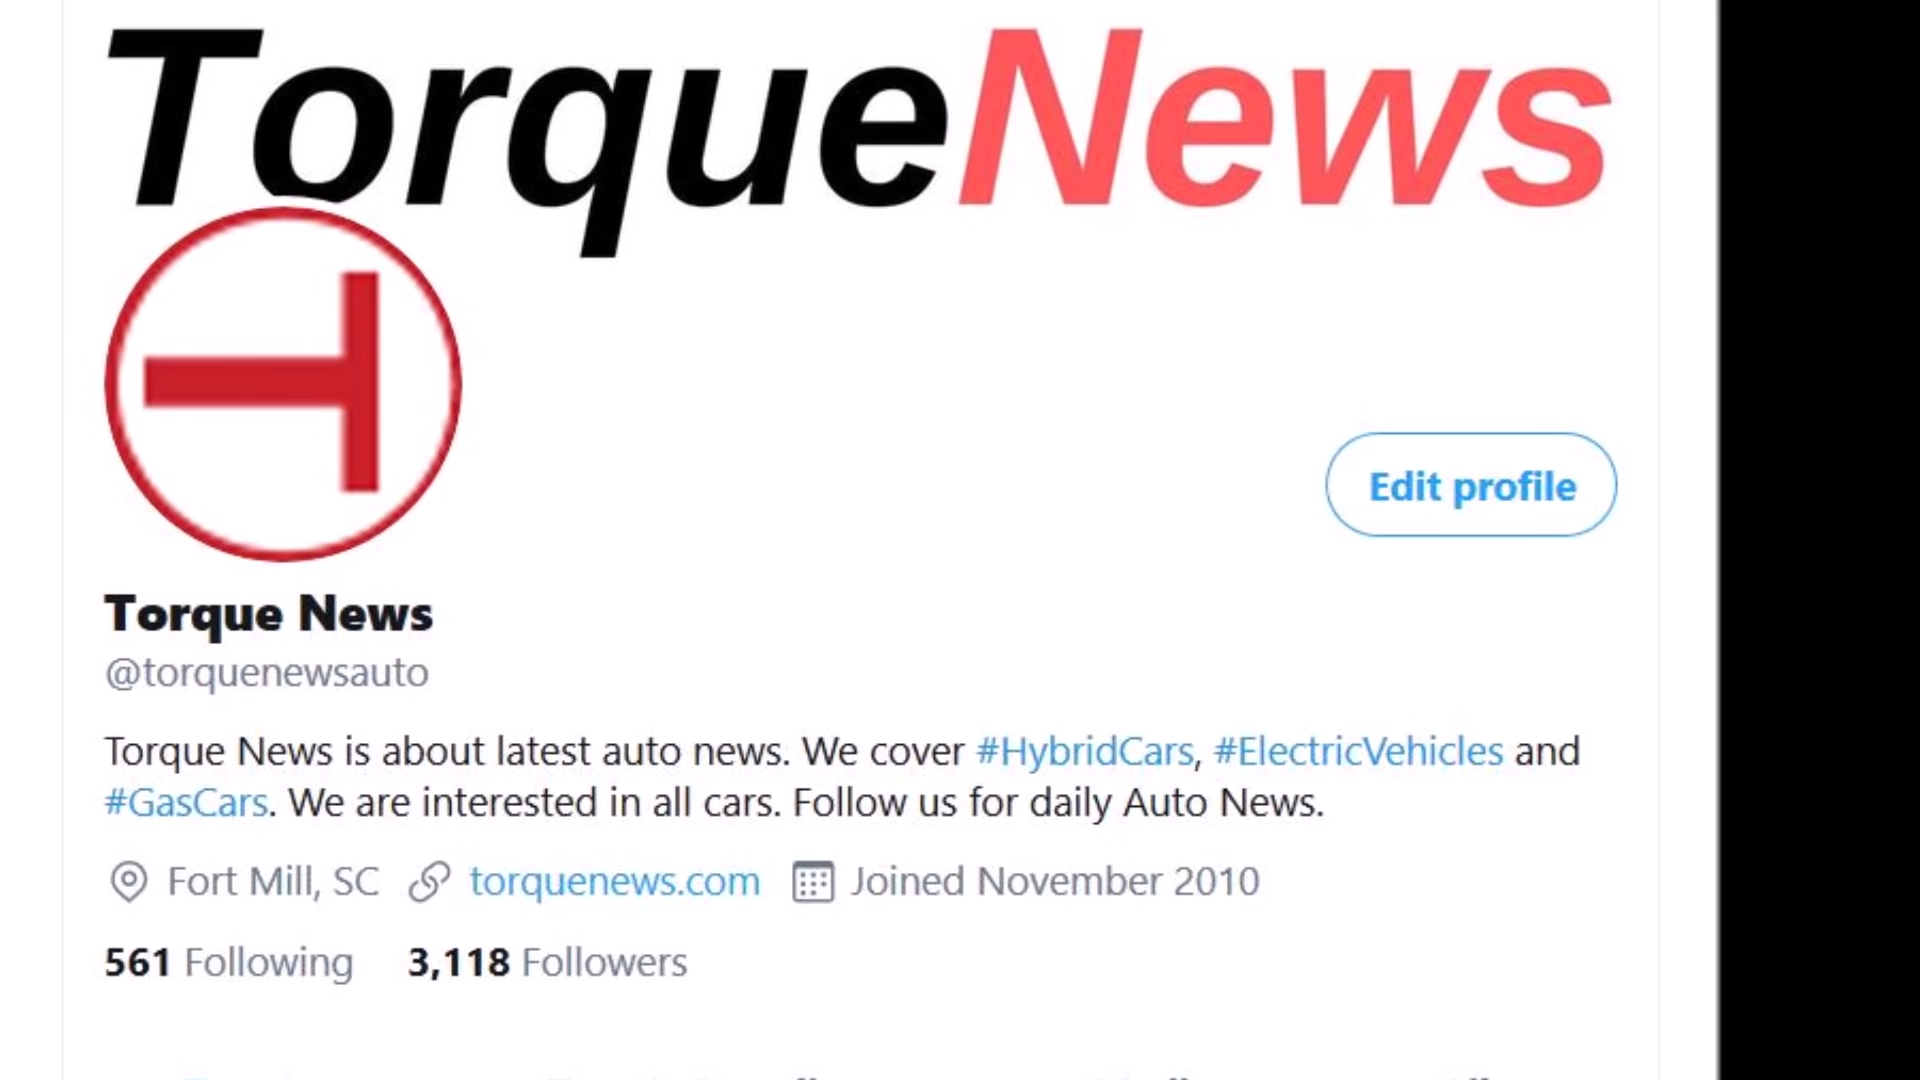 TorqueNews
T
Edit profile
Torque News
@torquenewsauto
Torque News is about latest auto news. We cover #HybridCars, #ElectricVehicles and
#GasCars. We are interested in all cars. Follow us for daily Auto News.
Fort Mill, SC torquenews.com Joined November 2010
561 Following 3,118 Followers